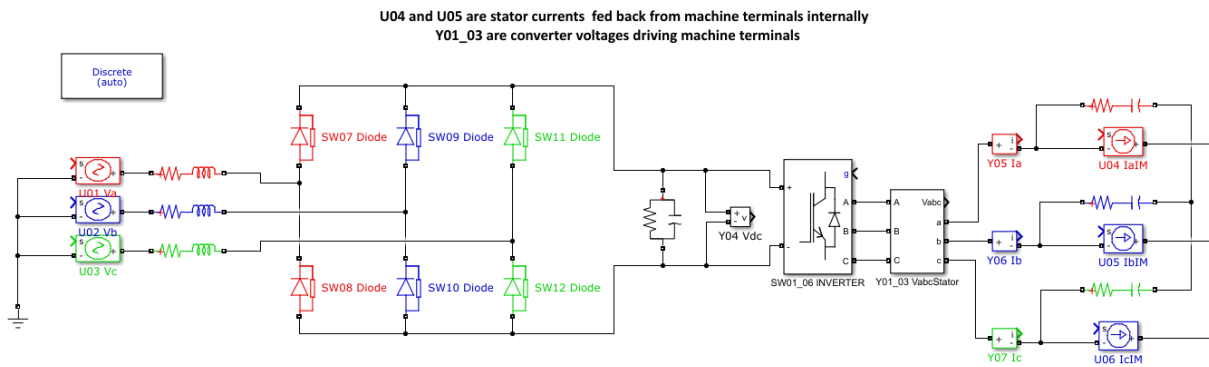 U04 and U05 are stator currents fed back from machine terminals internally
Y01_03 are converter voltages driving machine terminals
Discrete
(auto)
SW07 Diode
SW09 Diode
SW11 Diode
s
- +
U01 Va
s
- +
U02 Vb
s
- +
U03 Vc
SW08 Diode
SW10 Diode
SW12 Diode
+
-
v
Y04 Vdc
g
+
-
A
B
C
SW01_06 INVERTER
A
B
C
Vabc
a
b
c
Y01_03 VabcStator
+ i
-
Y05 Ia
s
-
U04 IaIM
+ i
-
Y06 Ib
s
-
U05 IbIM
+ i
-
Y07 Ic
s
-
U06 IcIM